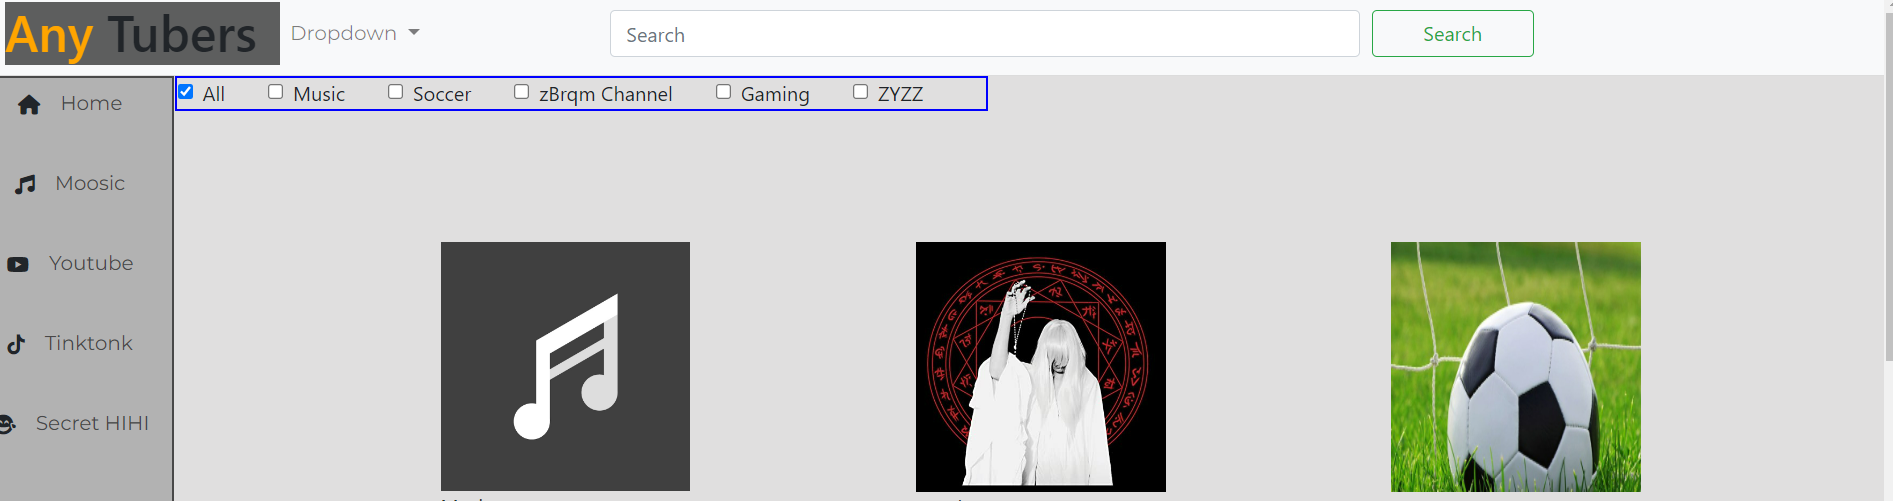 Any Tubers
Dropdown
Search
Search
All Music Soccer zBrqm Channel Gaming ZYZZ
Home
Moosic
Youtube
Tinktonk
Secret HIHI